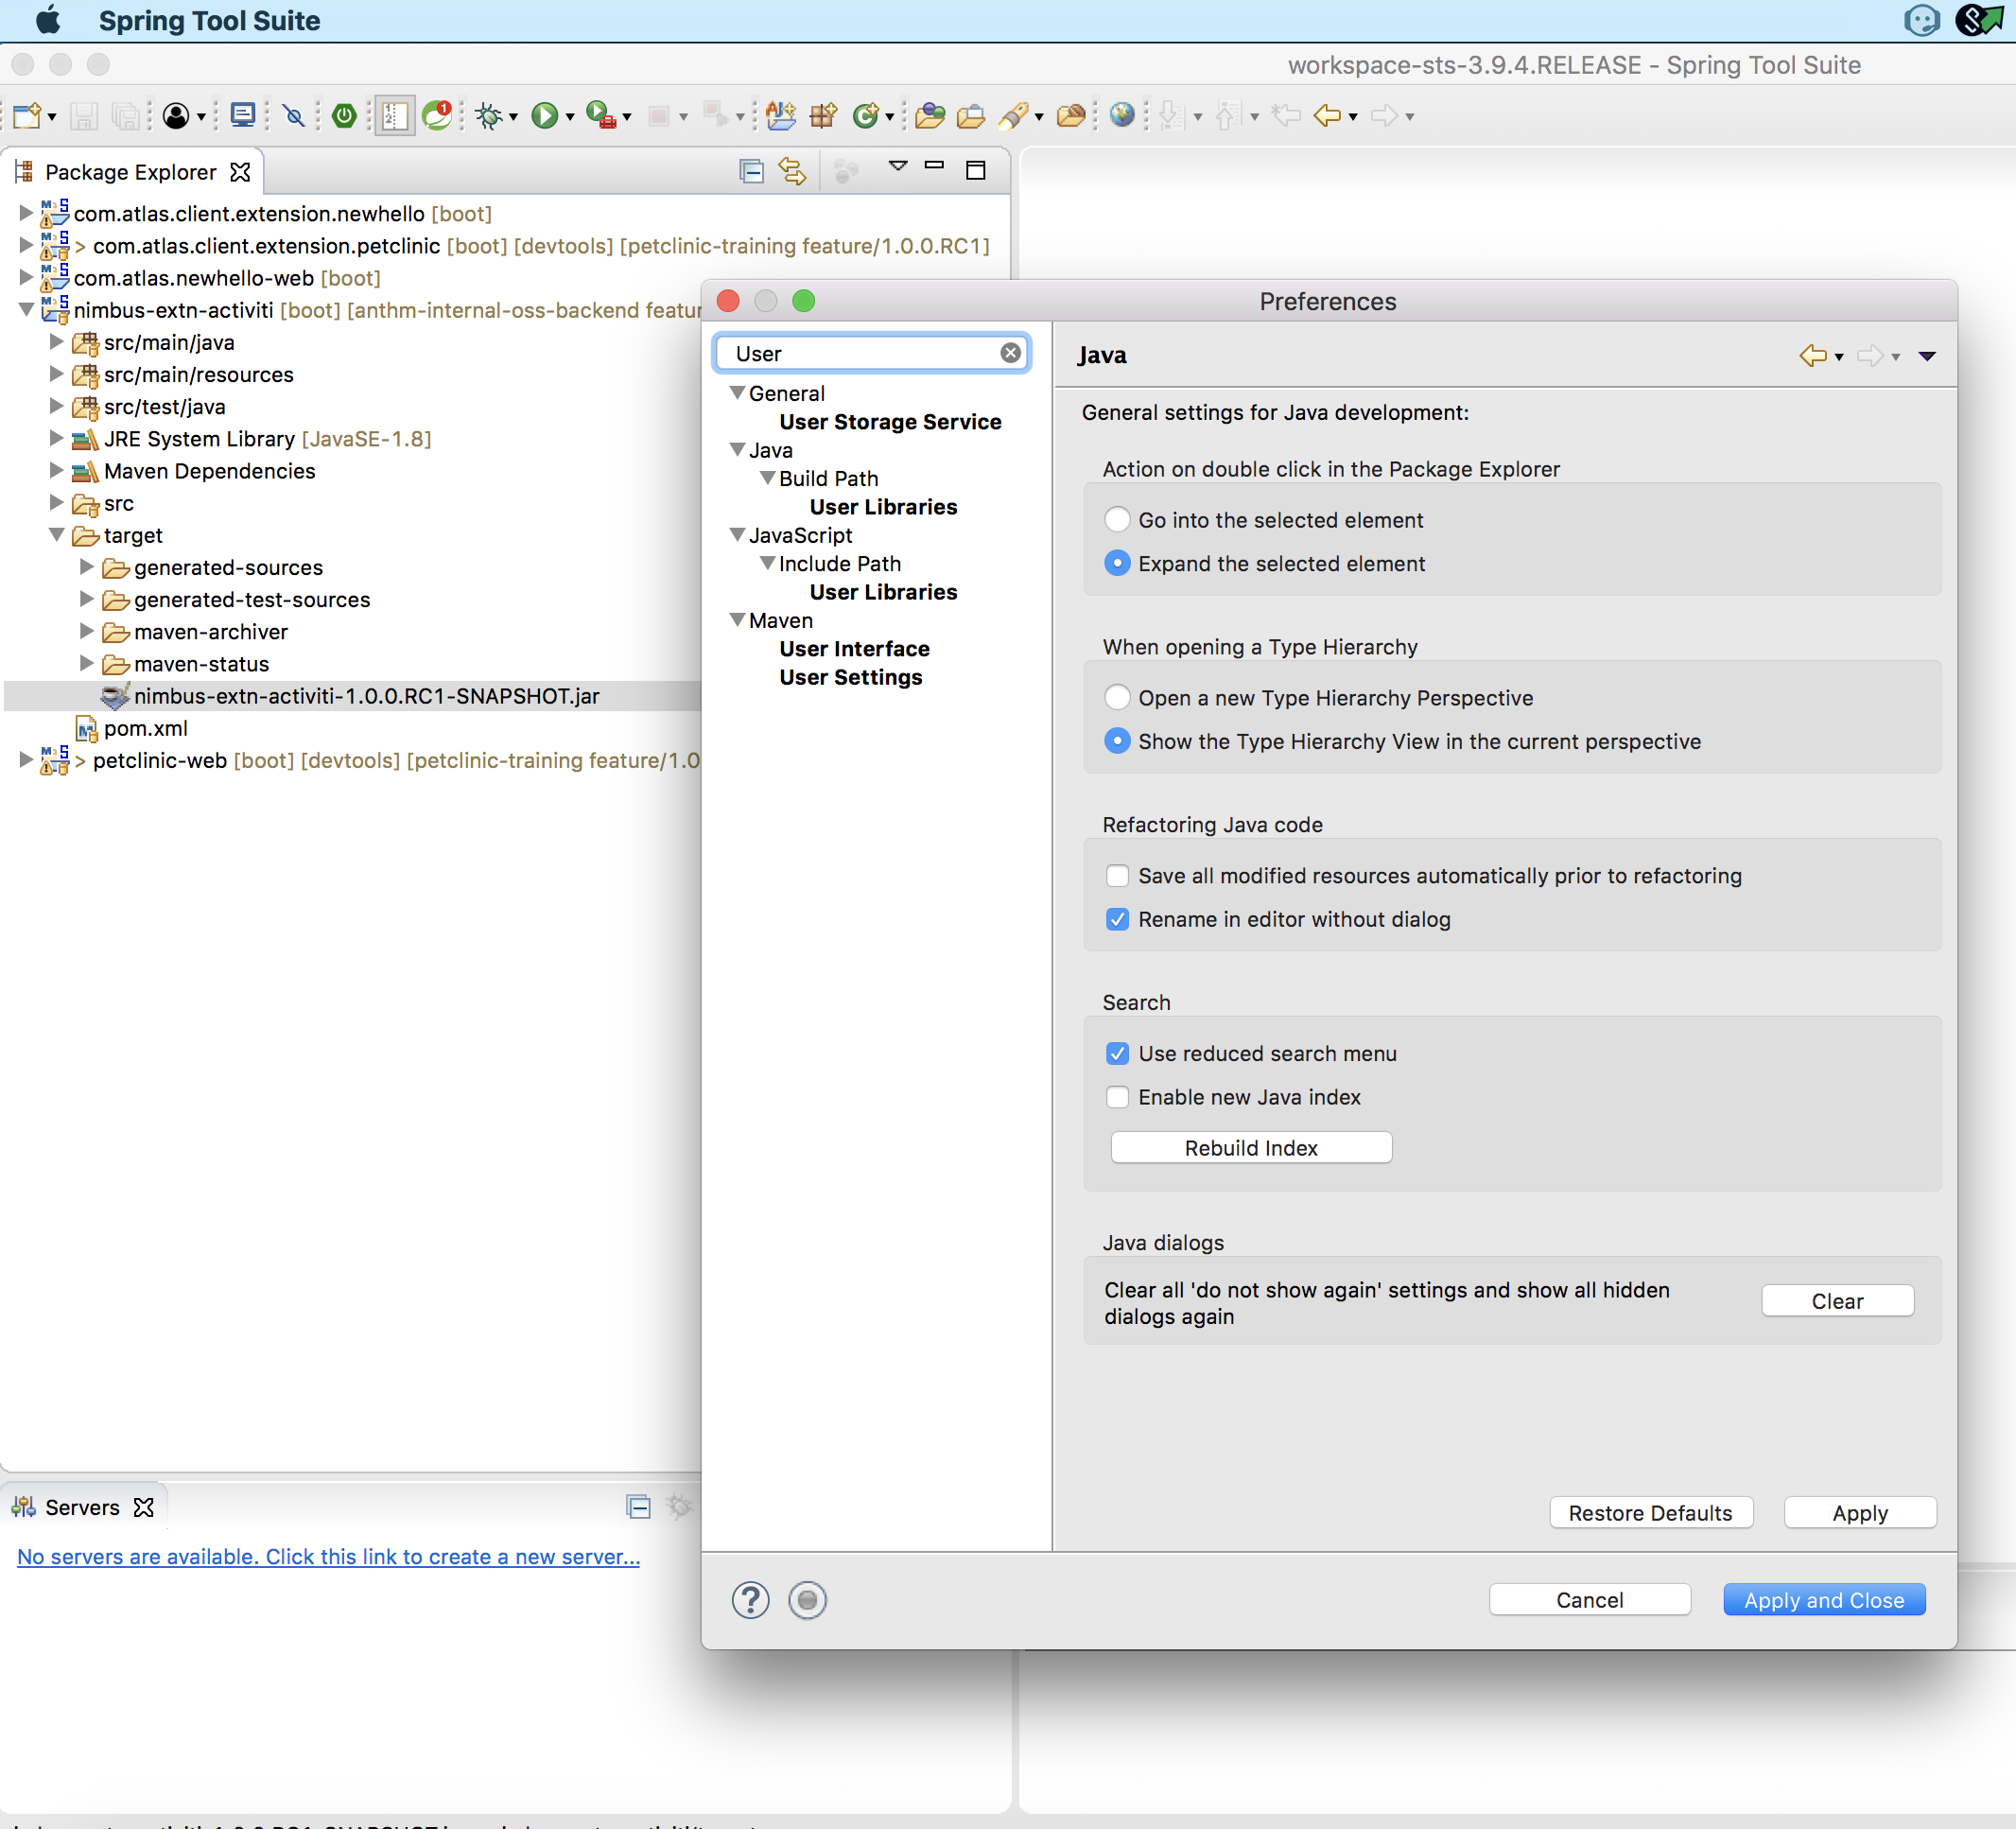 Spring Tool Suite
workspace-sts-3.9.4.RELEASE - Spring Tool Suite
Package Explorer
com.atlas.client.extension.newhello [boot]
> com.atlas.client.extension.petclinic [boot] [devtools] [petclinic-training feature/1.0.0.RC1]
com.atlas.newhello-web [boot]
nimbus-extn-activiti [boot] [anthm-internal-oss-backend featur
src/main/java
src/main/resources
src/test/java
JRE System Library [JavaSE-1.8]
Maven Dependencies
src
target
generated-sources
generated-test-sources
maven-archiver
maven-status
nimbus-extn-activiti-1.0.0.RC1-SNAPSHOT.jar
pom.xml
> petclinic-web [boot] [devtools] [petclinic-training feature/1.0
Servers
No servers are available. Click this link to create a new server...
Preferences
User
General
User Storage Service
Java
Build Path
User Libraries
JavaScript
Include Path
User Libraries
Maven
User Interface
User Settings
Java
General settings for Java development:
Action on double click in the Package Explorer
Go into the selected element
Expand the selected element
When opening a Type Hierarchy
Open a new Type Hierarchy Perspective
Show the Type Hierarchy View in the current perspective
Refactoring Java code
Save all modified resources automatically prior to refactoring
Rename in editor without dialog
Search
Use reduced search menu
Enable new Java index
Rebuild Index
Java dialogs
Clear all 'do not show again' settings and show all hidden
dialogs again
Clear
Restore Defaults
Apply
Cancel
Apply and Close